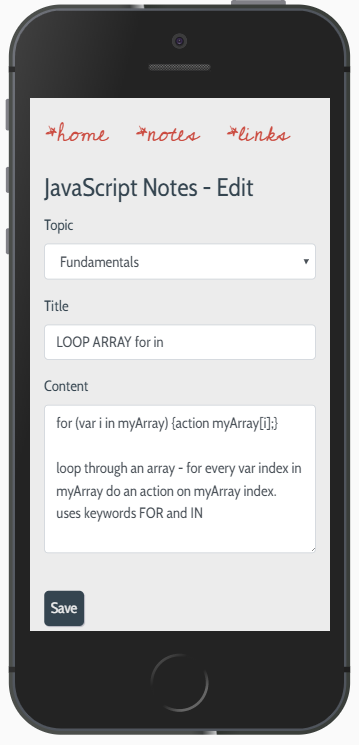 *home *notes *links
JavaScript Notes - Edit
Topic
Fundamentals
Title
LOOP ARRAY for in
Content
for (var i in myArray) {action myArray[i];}
loop through an array - for every var index in
myArray do an action on myArray index.
uses keywords FOR and IN
Save